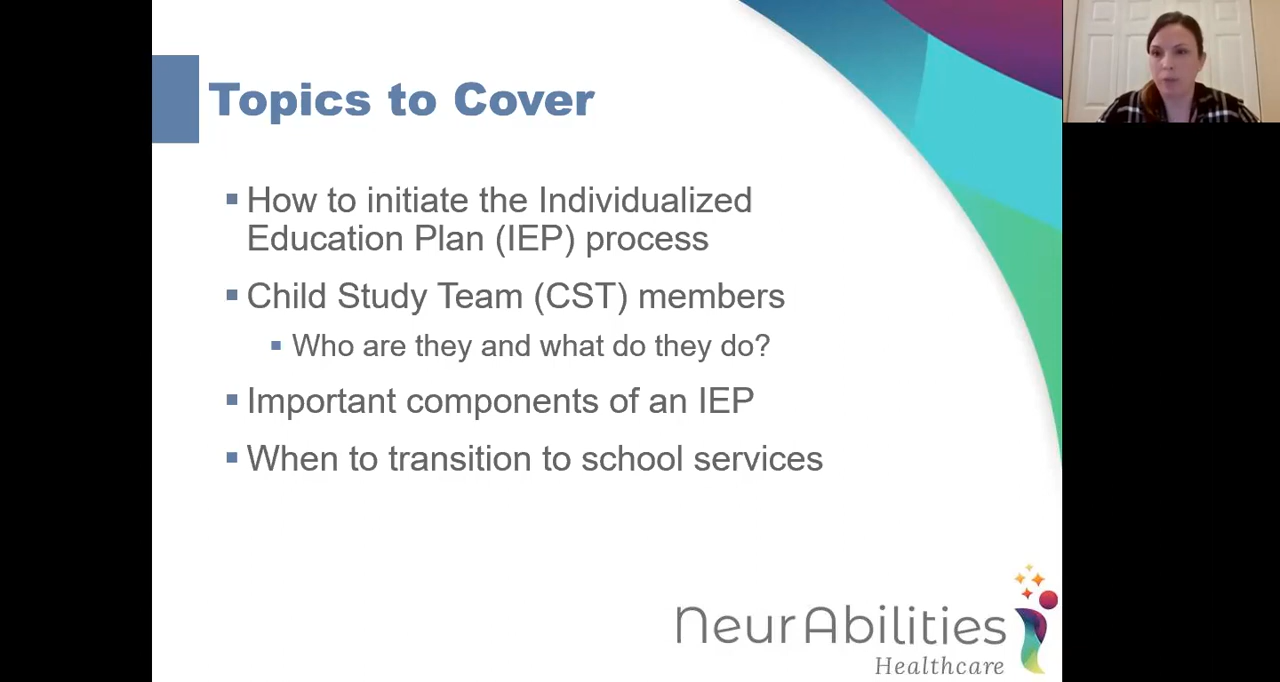 Topics to Cover
How to initiate the Individualized
Education Plan (IEP) process
Child Study Team (CST) members
Who are they and what do they do?
Important components of an IEP
When to transition to school services
NeurAbilities
Healthcare